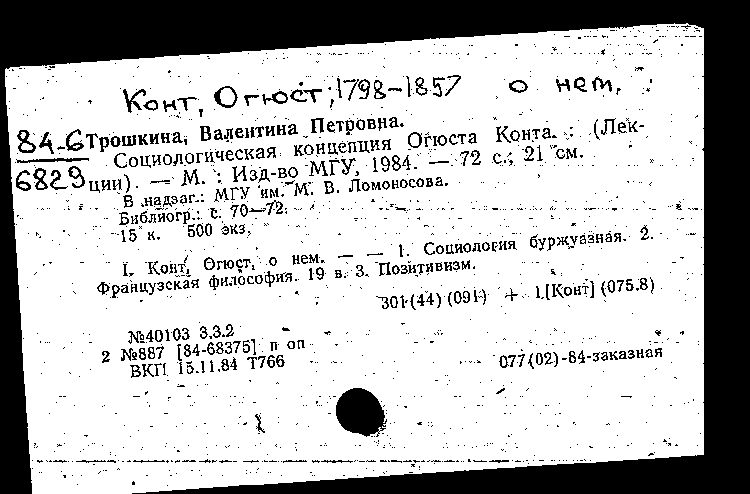 Конт, Огюст, 1798-1857 о нем.
84-6
6829
Трошкина, Валентина Петровна.
Социологическая концепция Огюста Конта. : (Лек-
ции). — М. : Изд-во МГУ, 1984. — 72 с.; 21 см.
В надзаг.: МГУ им. М. В. Ломоносова.
Библиогр.: с. 70—72.
15 к. 500 экз.
I. Конт, Огюст, о нем. — — 1. Социология буржуазная. 2.
Французская философия. 19 в. 3. Позитивизм.
301(44)(091) + 1[Конт](075.8)
№40103 3.3.2
2 №887 [84-68375] п оп
ВКП 15.11.84 Т766
077(02)-84-заказная